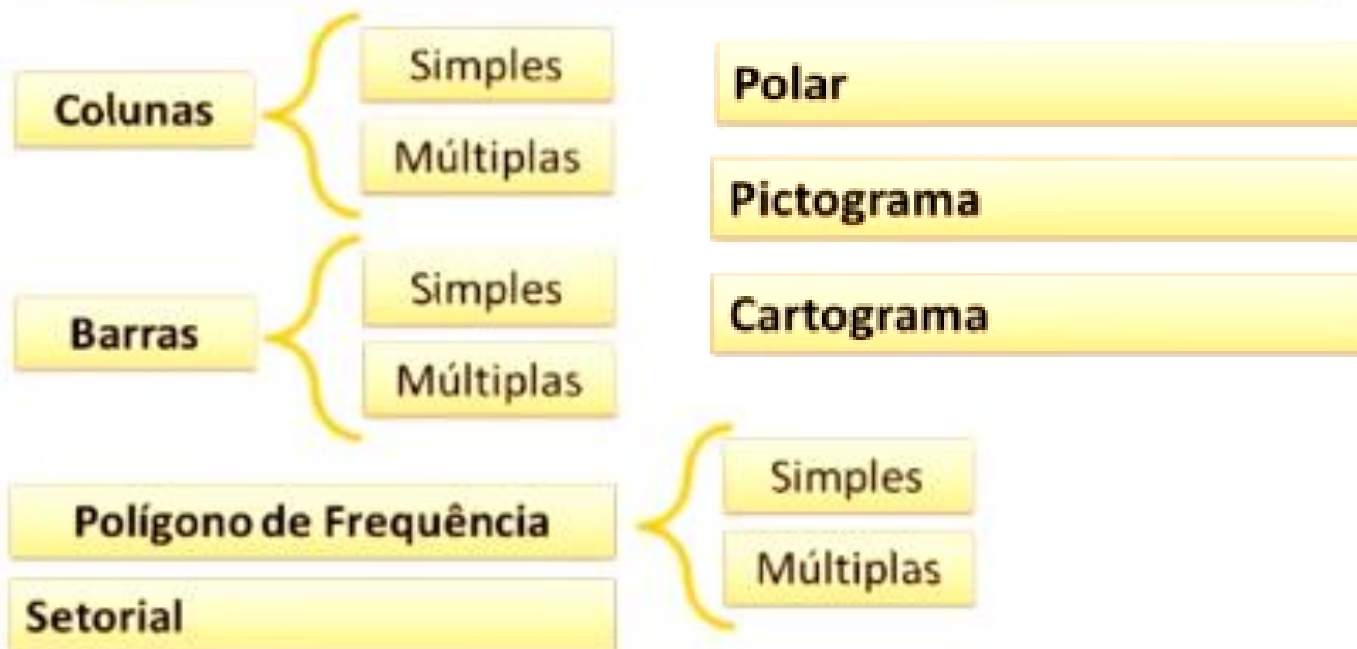 Colunas
Simples
Múltiplas
Barras
Simples
Múltiplas
Polígono de Frequência
Simples
Múltiplas
Setorial
Polar
Pictograma
Cartograma